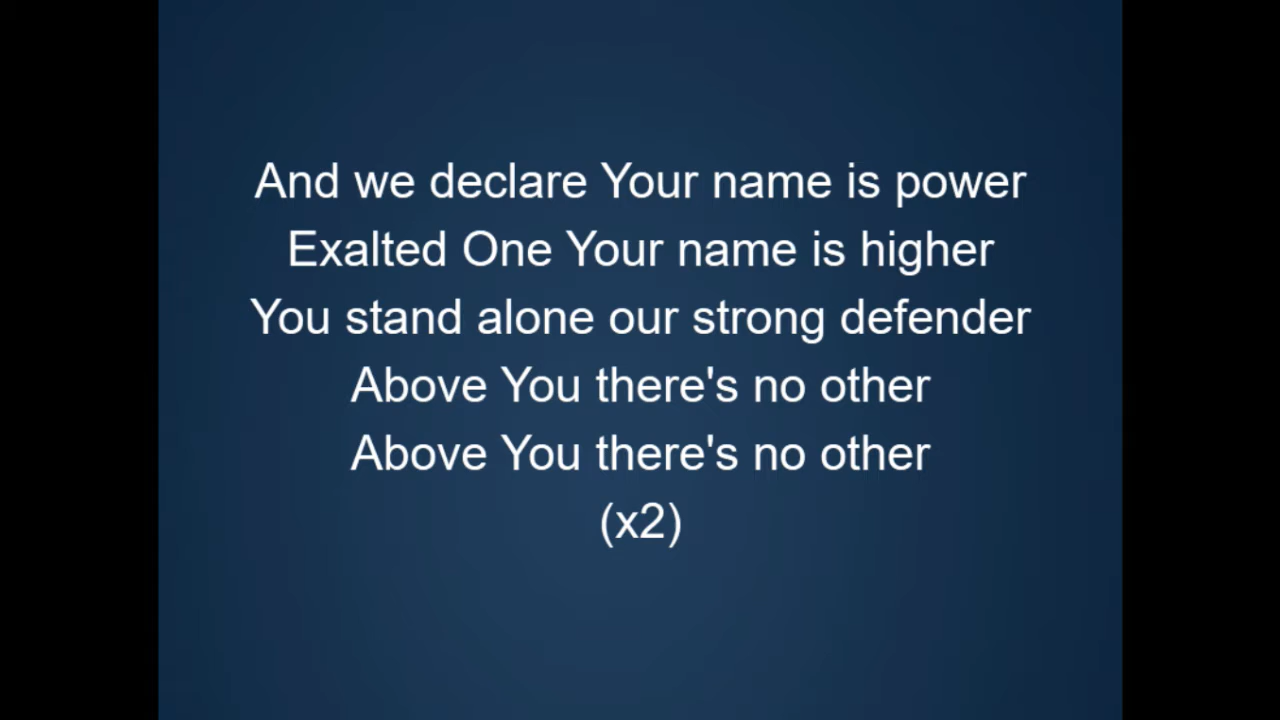 And we declare Your name is power
Exalted One Your name is higher
You stand alone our strong defender
Above You there's no other
Above You there's no other
(x2)